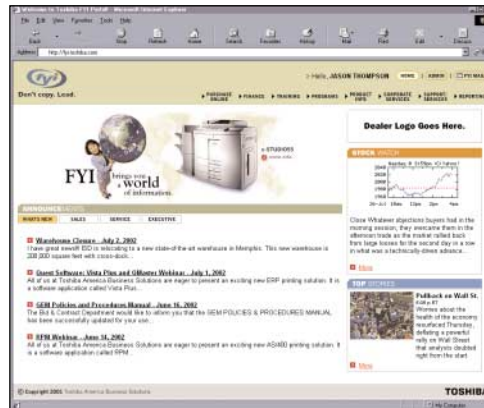 Welcome to Toshiba FYI Portal - Microsoft Internet Explorer
File Edit View Favorites Tools Help
Back Stop Refresh Home Search Favorites History Mail Print Edit Discuss
Address http://fyi.toshiba.com
fyi
Don't copy. Lead.
> Hello, JASON THOMPSON HOME | ADMIN | FYI MAIL
PURCHASE ONLINE FINANCE TRAINING PROGRAMS PRODUCT INFO CORPORATE SERVICES SUPPORT SERVICES REPORTING
FYI brings you
a world
of information.
e-STUDIO55
Dealer Logo Goes Here.
STOCK WATCH
ANNOUNCEMENTS
WHAT'S NEW SALES SERVICE EXECUTIVE
Warehouse Closure - July 2, 2002
I have great news!! ISD is relocating to a new state-of-the-art warehouse in Memphis. This new warehouse is
200,000 square feet with cross-dock...
Quest Software: Vista Plus and QMaster Webinar - July 1, 2002
All of us at Toshiba America Business Solutions are eager to present an exciting new ERP printing solution. It is
a software application called Vista Plus...
GEM Policies and Procedures Manual - June 16, 2002
The Bid & Contract Department would like to inform you that the GEM POLICIES & PROCEDURES MANUAL
has been successfully updated for your use...
RPM Webinar - June 14, 2002
All of us at Toshiba America Business Solutions are eager to present an exciting new AS/400 printing solution. It
is a software application called RPM...
Close Whatever objections buyers had in the
morning session, they overcame them in the
afternoon trade as the market rallied back
from large losses for the second day in a row
in what was a technically-driven advance...
More
TOP STORIES
Pullback on Wall St.
Worries about the
health of the economy
resurfaced Thursday,
deflating a powerful
rally on Wall Street
that analysts doubted
right from the start
More
© Copyright 2001 Toshiba America Business Solutions
TOSHIBA
My Computer